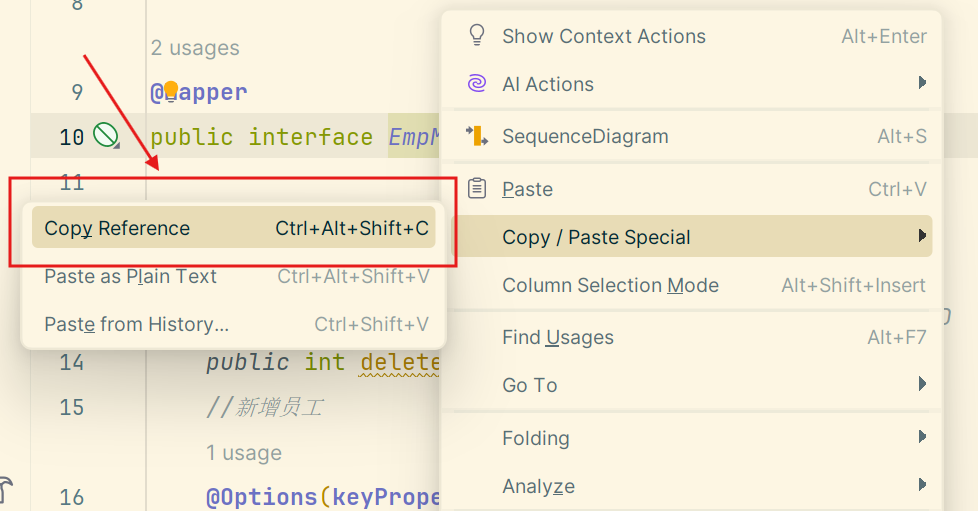 8
2 usages
9 @Mapper
10 public interface EmpM
11
Copy Reference Ctrl+Alt+Shift+C
Paste as Plain Text Ctrl+Alt+Shift+V
Paste from History... Ctrl+Shift+V
14 public int delete
15 //新增员工
1 usage
16 @Options(keyPrope
Show Context Actions Alt+Enter
AI Actions
SequenceDiagram Alt+S
Paste Ctrl+V
Copy / Paste Special
Column Selection Mode Alt+Shift+Insert
Find Usages Alt+F7
Go To
Folding
Analyze